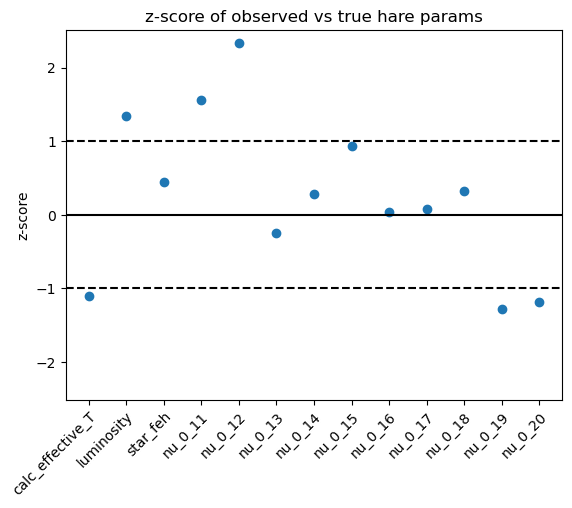 z-score of observed vs true hare params
z-score
2
1
0
−1
−2
calc_effective_T
luminosity
star_feh
nu_0_11
nu_0_12
nu_0_13
nu_0_14
nu_0_15
nu_0_16
nu_0_17
nu_0_18
nu_0_19
nu_0_20